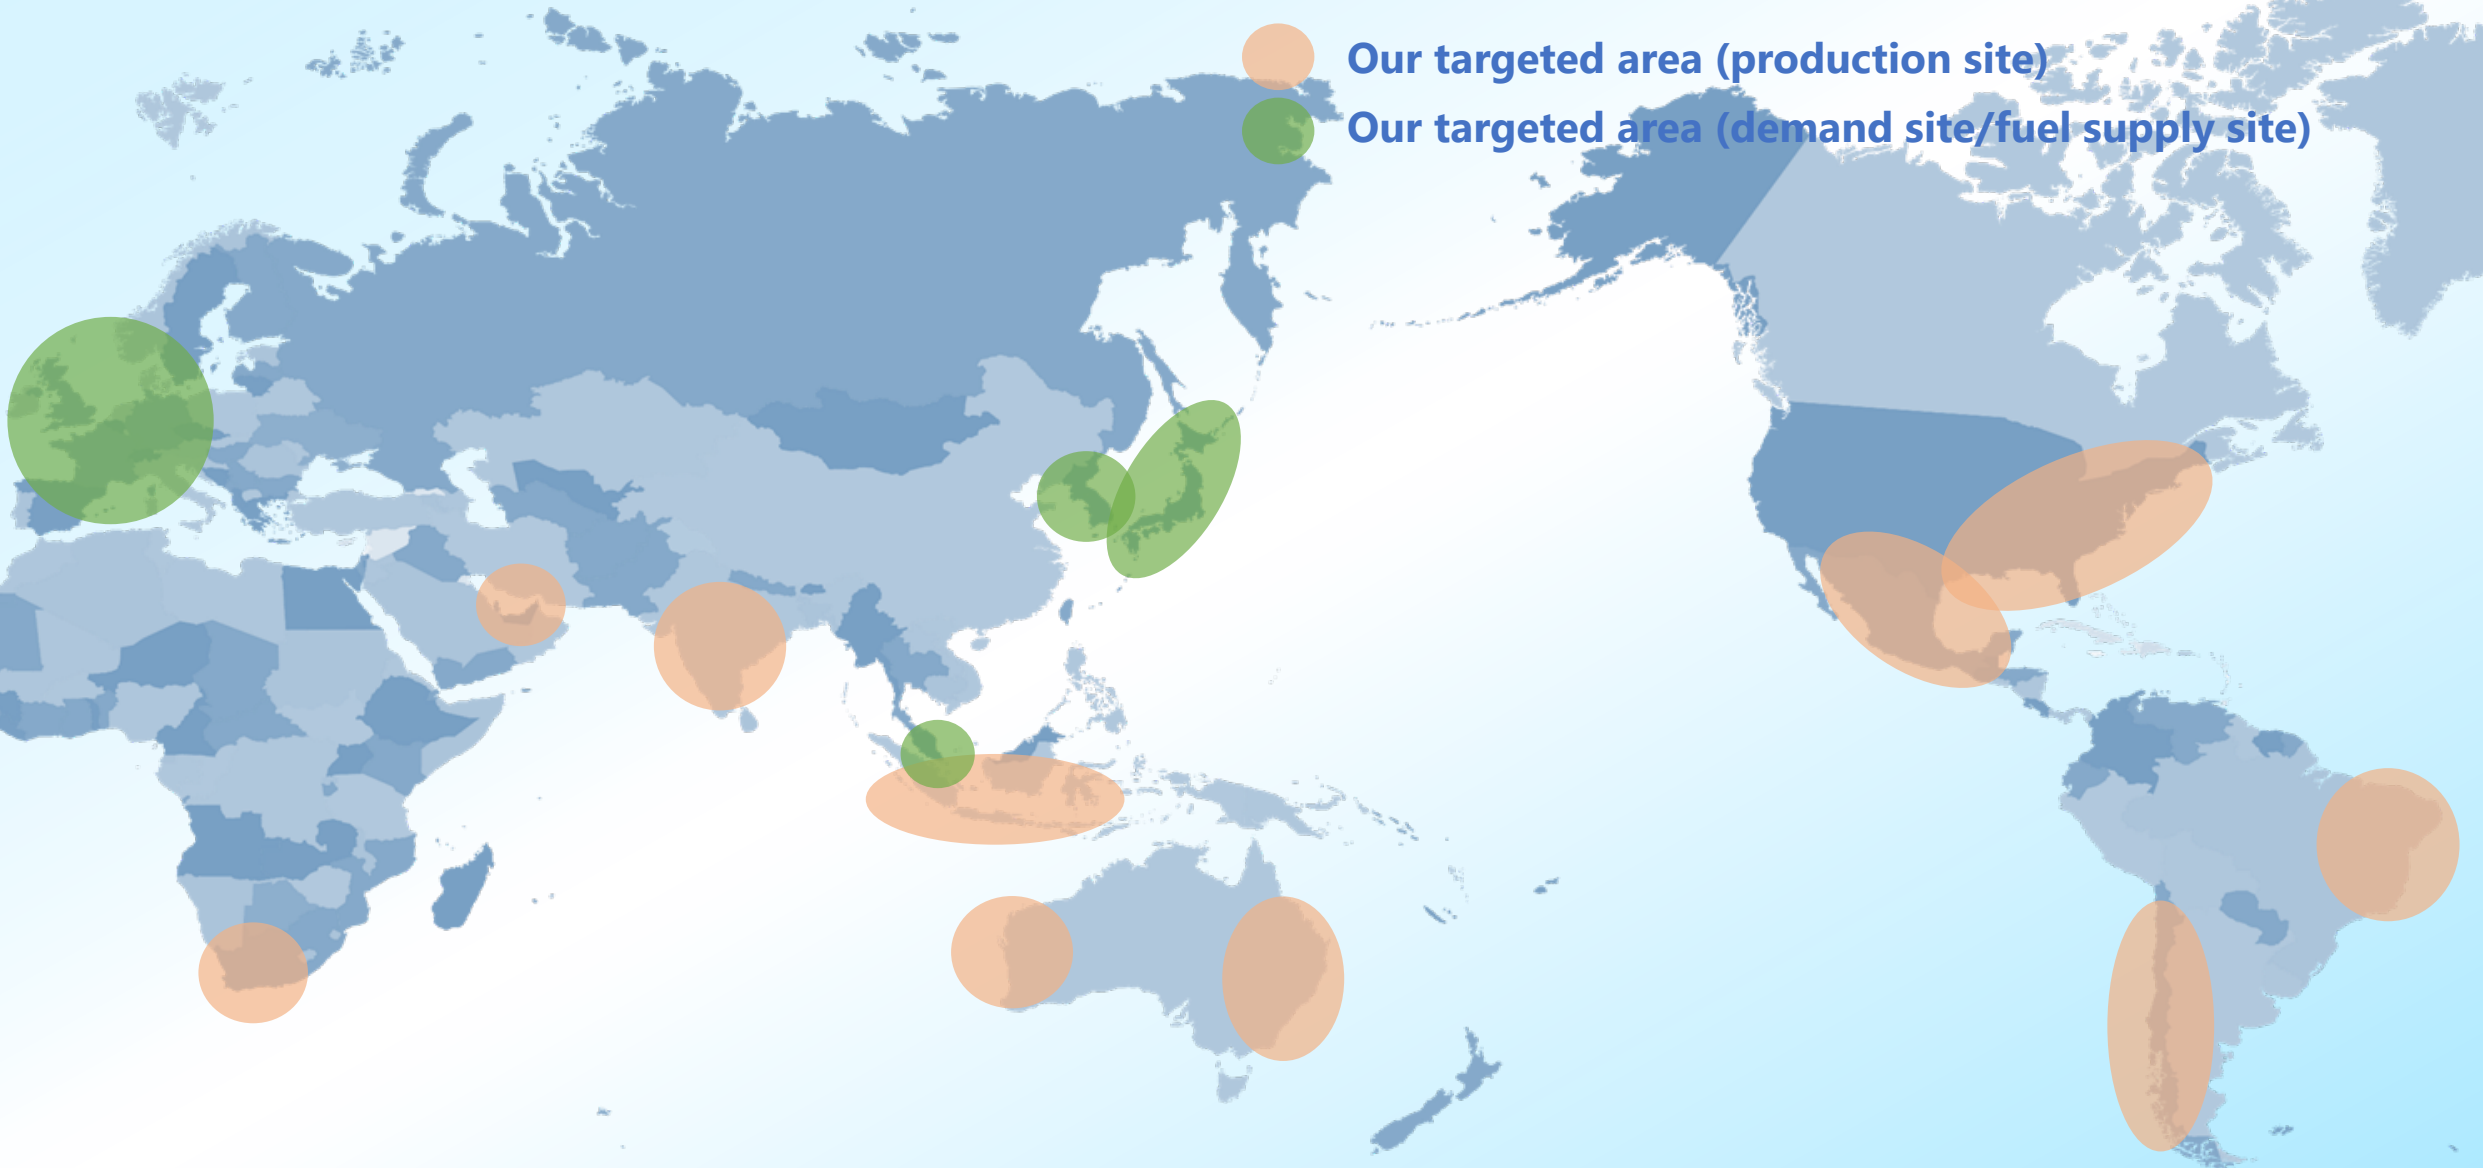 Our targeted area (production site)
Our targeted area (demand site/fuel supply site)